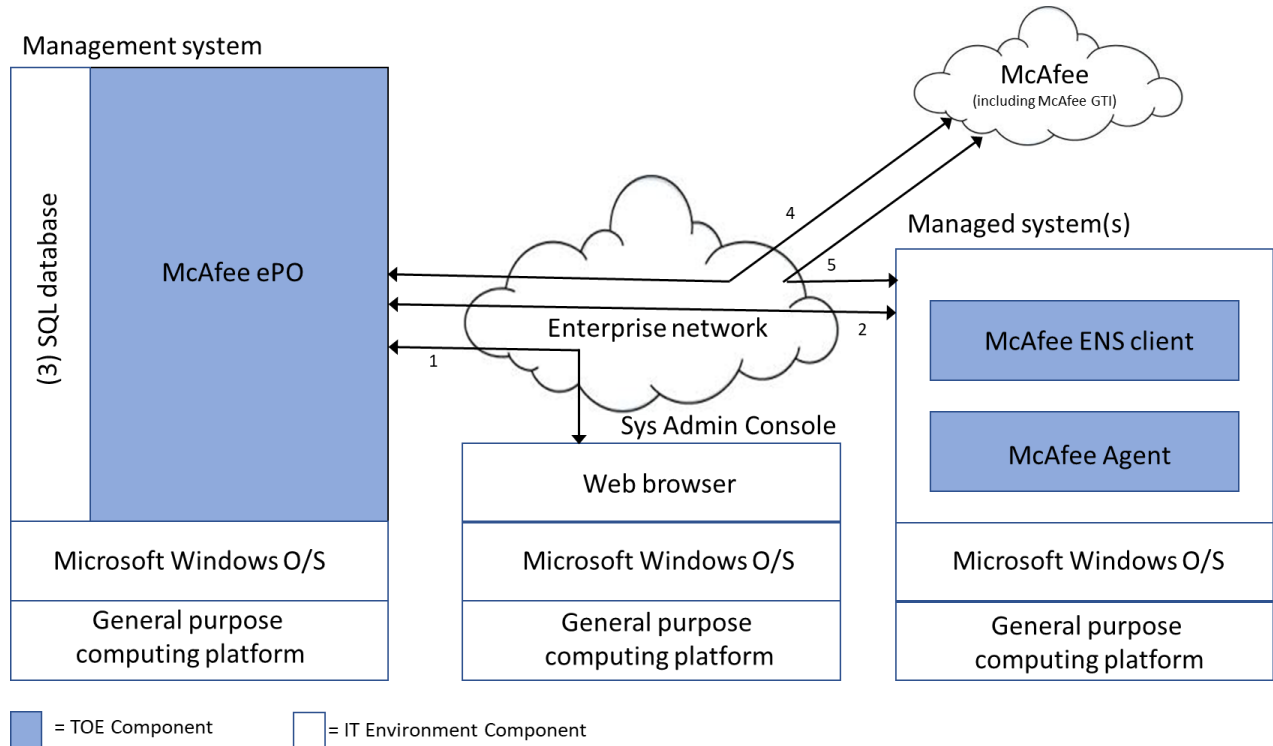 Management system
(3) SQL database
McAfee ePO
Microsoft Windows O/S
General purpose
computing platform
McAfee
(including McAfee GTI)
4
5
2
1
Enterprise network
Sys Admin Console
Web browser
Microsoft Windows O/S
General purpose
computing platform
Managed system(s)
McAfee ENS client
McAfee Agent
Microsoft Windows O/S
General purpose
computing platform
= TOE Component
= IT Environment Component